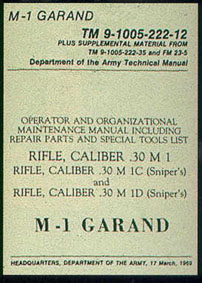 M-1 GARAND
TM 9-1005-222-12
PLUS SUPPLEMENTAL MATERIAL FROM
TM 9-1005-222-35 and FM 23-5
Department of the Army Technical Manual
OPERATOR AND ORGANIZATIONAL
MAINTENANCE MANUAL INCLUDING
REPAIR PARTS AND SPECIAL TOOLS LIST
RIFLE, CALIBER .30 M 1
RIFLE, CALIBER .30 M 1C (Sniper's)
and
RIFLE, CALIBER .30 M 1D (Sniper's)
M-1 GARAND
HEADQUARTERS, DEPARTMENT OF THE ARMY, 17 March, 1969